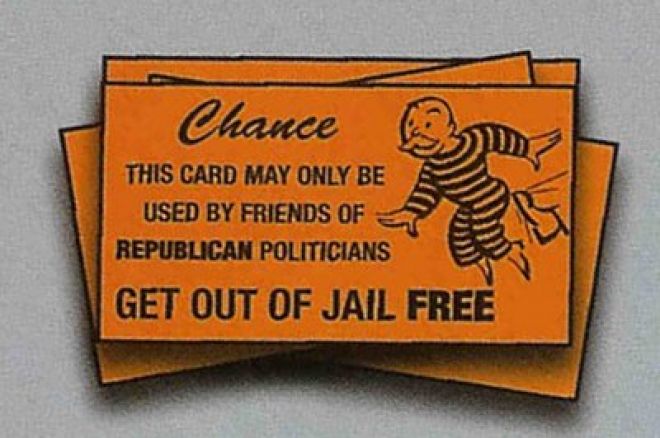 Chance
THIS CARD MAY ONLY BE
USED BY FRIENDS OF
REPUBLICAN POLITICIANS
GET OUT OF JAIL FREE